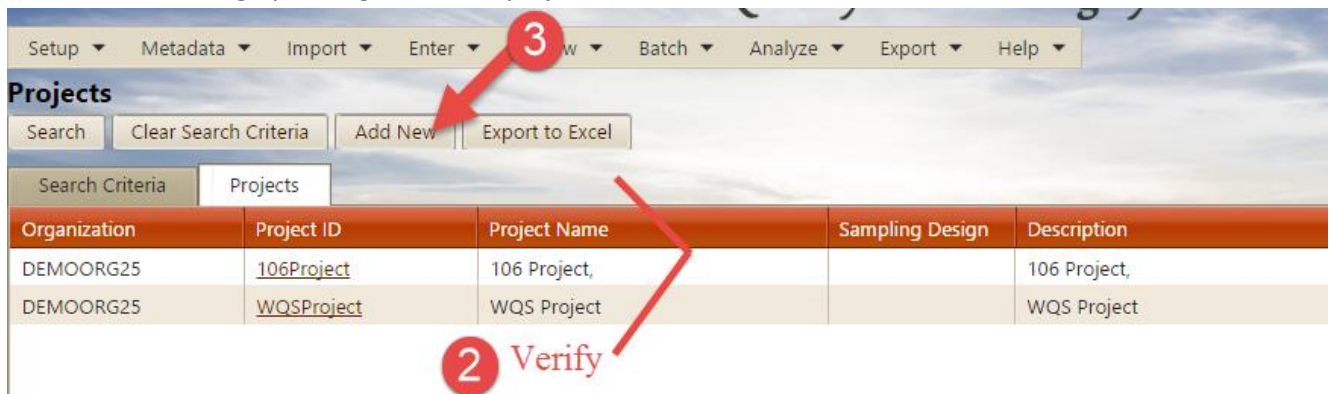 Setup Metadata Import Enter 3 w Batch Analyze Export Help
Projects
Search Clear Search Criteria Add New Export to Excel
Search Criteria Projects
Organization Project ID Project Name Sampling Design Description
DEMOORG25 106Project 106 Project, 106 Project,
DEMOORG25 WQSProject WQS Project WQS Project
2 Verify